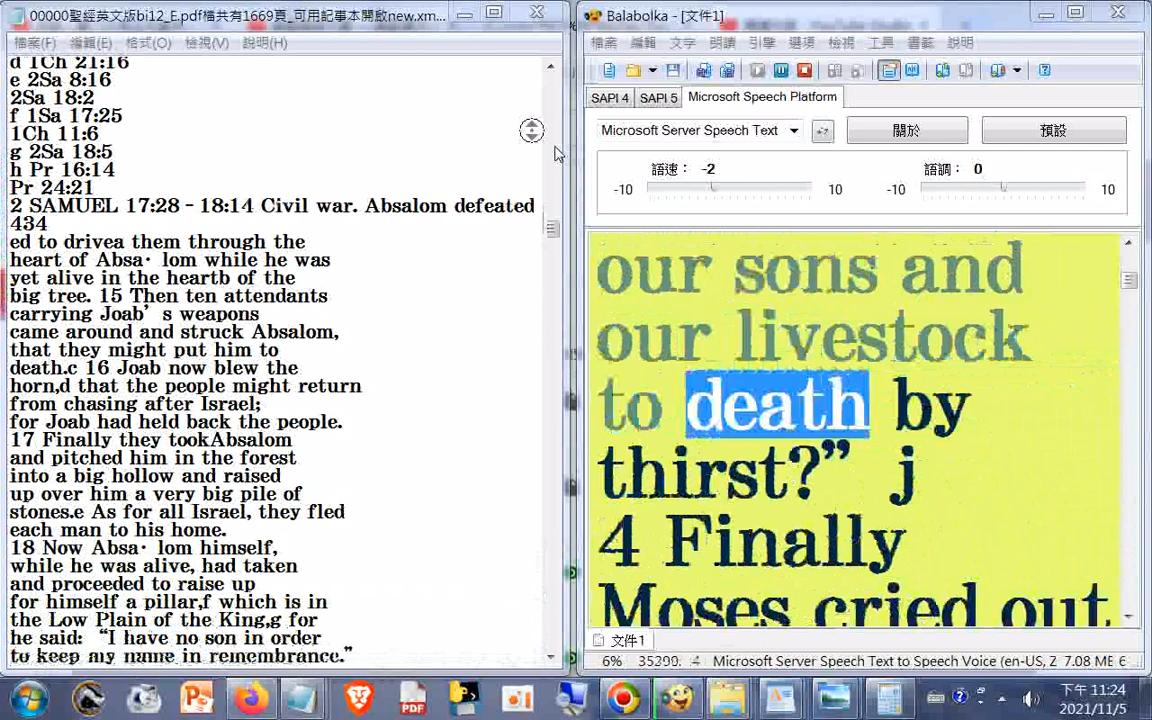 00000聖經英文版bi12_E.pdf檔共有1669頁_可用記事本開啟new.xm...
檔案(F) 編輯(E) 格式(O) 檢視(V) 說明(H)
d 1Ch 21:16
e 2Sa 8:16
2Sa 18:2
f 1Sa 17:25
1Ch 11:6
g 2Sa 18:5
h Pr 16:14
Pr 24:21
2 SAMUEL 17:28 – 18:14 Civil war. Absalom defeated
434
ed to drivea them through the
heart of Absa· lom while he was
yet alive in the heartb of the
big tree. 15 Then ten attendants
carrying Joab’ s weapons
came around and struck Absalom,
that they might put him to
death.c 16 Joab now blew the
horn,d that the people might return
from chasing after Israel;
for Joab had held back the people.
17 Finally they tookAbsalom
and pitched him in the forest
into a big hollow and raised
up over him a very big pile of
stones.e As for all Israel, they fled
each man to his home.
18 Now Absa· lom himself,
while he was alive, had taken
and proceeded to raise up
for himself a pillar,f which is in
the Low Plain of the King,g for
he said: “I have no son in order
to keep my name in remembrance.”
Balabolka - [文件1]
檔案 編輯 文字 朗讀 引擎 選項 檢視 工具 書籤 說明
SAPI 4 SAPI 5 Microsoft Speech Platform
Microsoft Server Speech Text 關於 預設
語速: -2 語調: 0
-10 10 -10 10
our sons and
our livestock
to death by
thirst?” j
4 Finally
Moses cried out
文件1
6% Microsoft Server Speech Text to Speech Voice (en-US, Z 7.08 ME 6
PDF
下午 11:24
2021/11/5